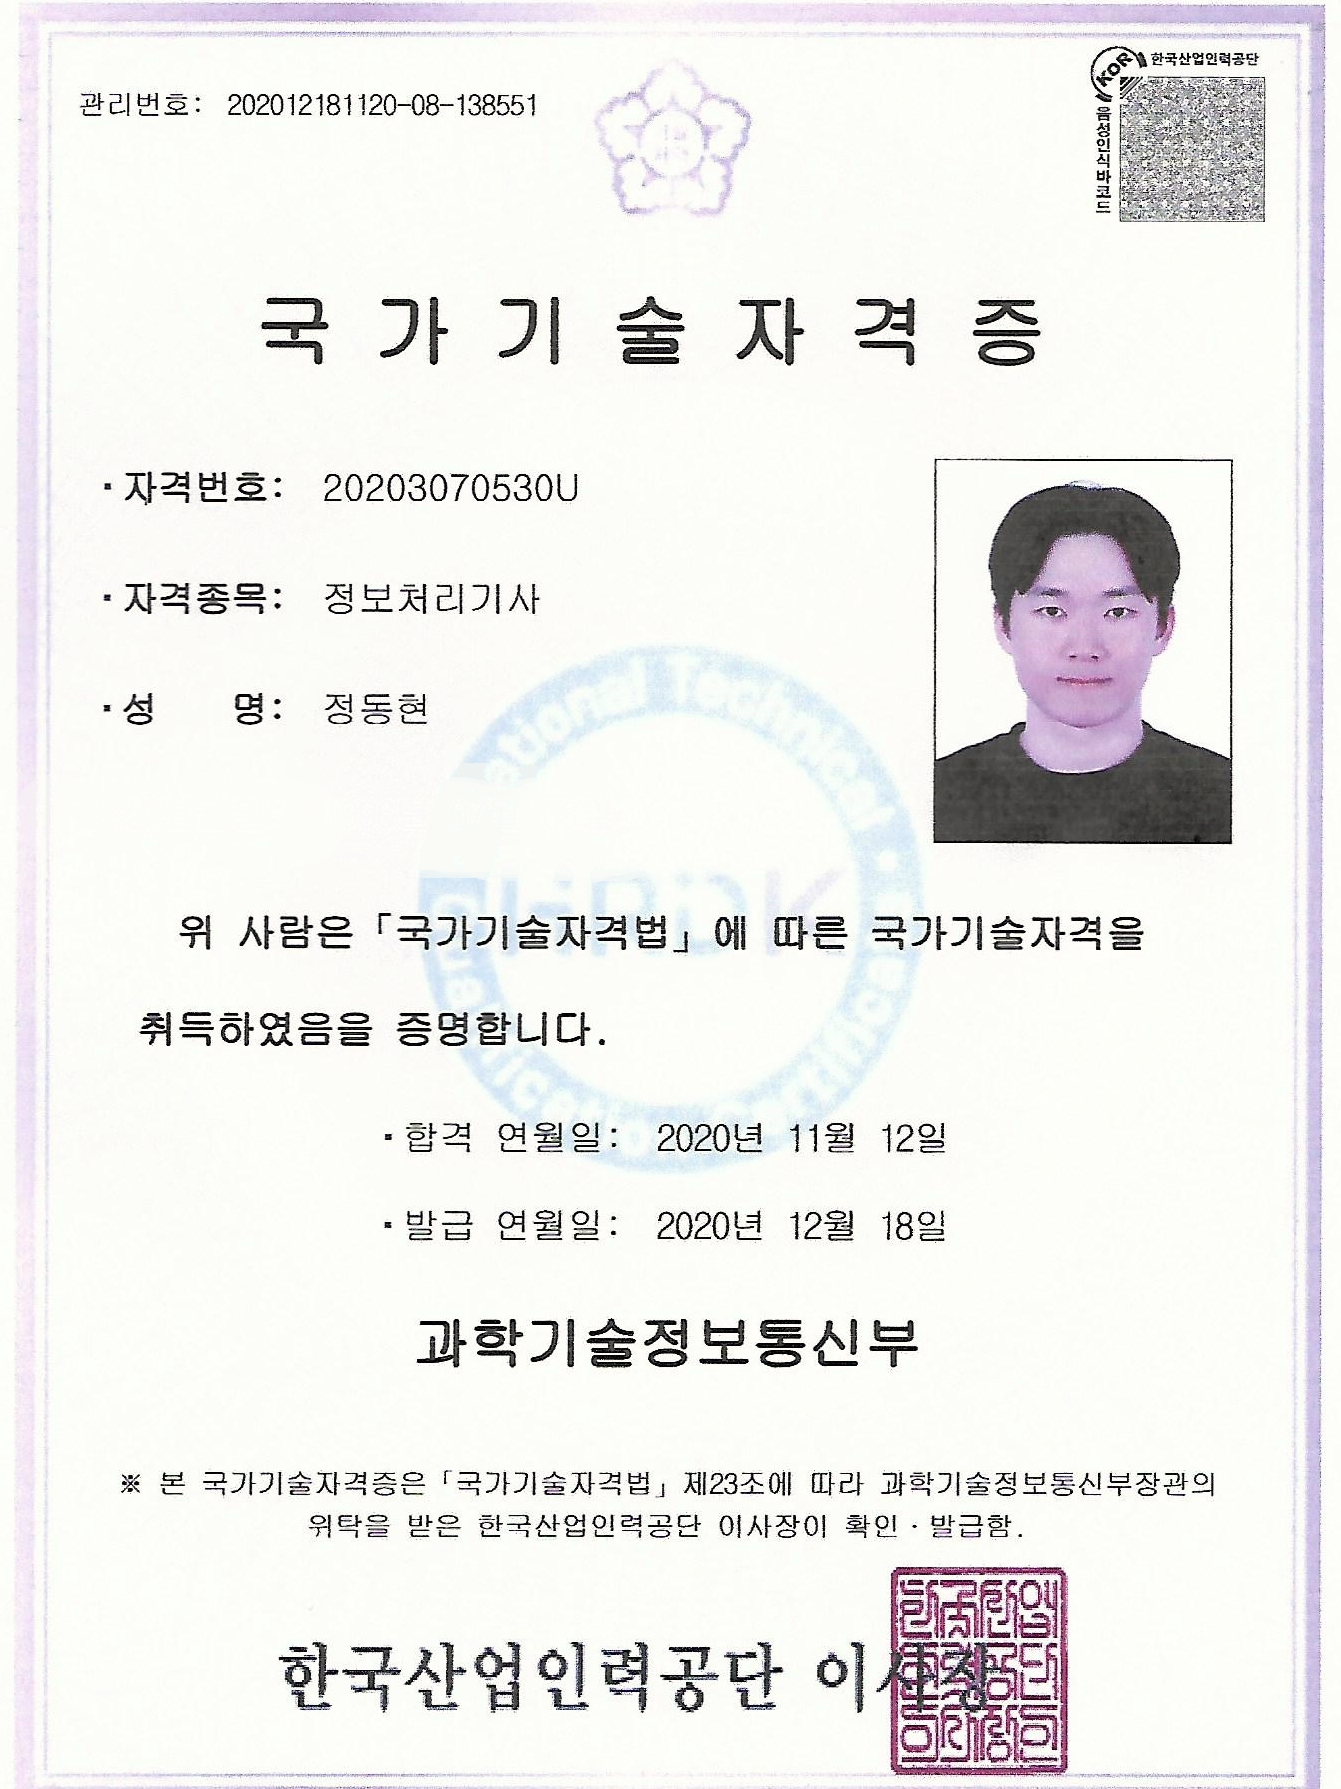 한국산업인력공단
KOR
음성인식바코드
관리번호: 202012181120-08-138551
국가기술자격증
· 자격번호: 20203070530U
· 자격종목: 정보처리기사
· 성 명: 정동현
National Technical · Qualification Certificate
위 사람은「국가기술자격법」에 따른 국가기술자격을
취득하였음을 증명합니다.
· 합격 연월일: 2020년 11월 12일
· 발급 연월일: 2020년 12월 18일
과학기술정보통신부
※ 본 국가기술자격증은「국가기술자격법」제23조에 따라 과학기술정보통신부장관의
위탁을 받은 한국산업인력공단 이사장이 확인·발급함.
한국산업인력공단 이사장